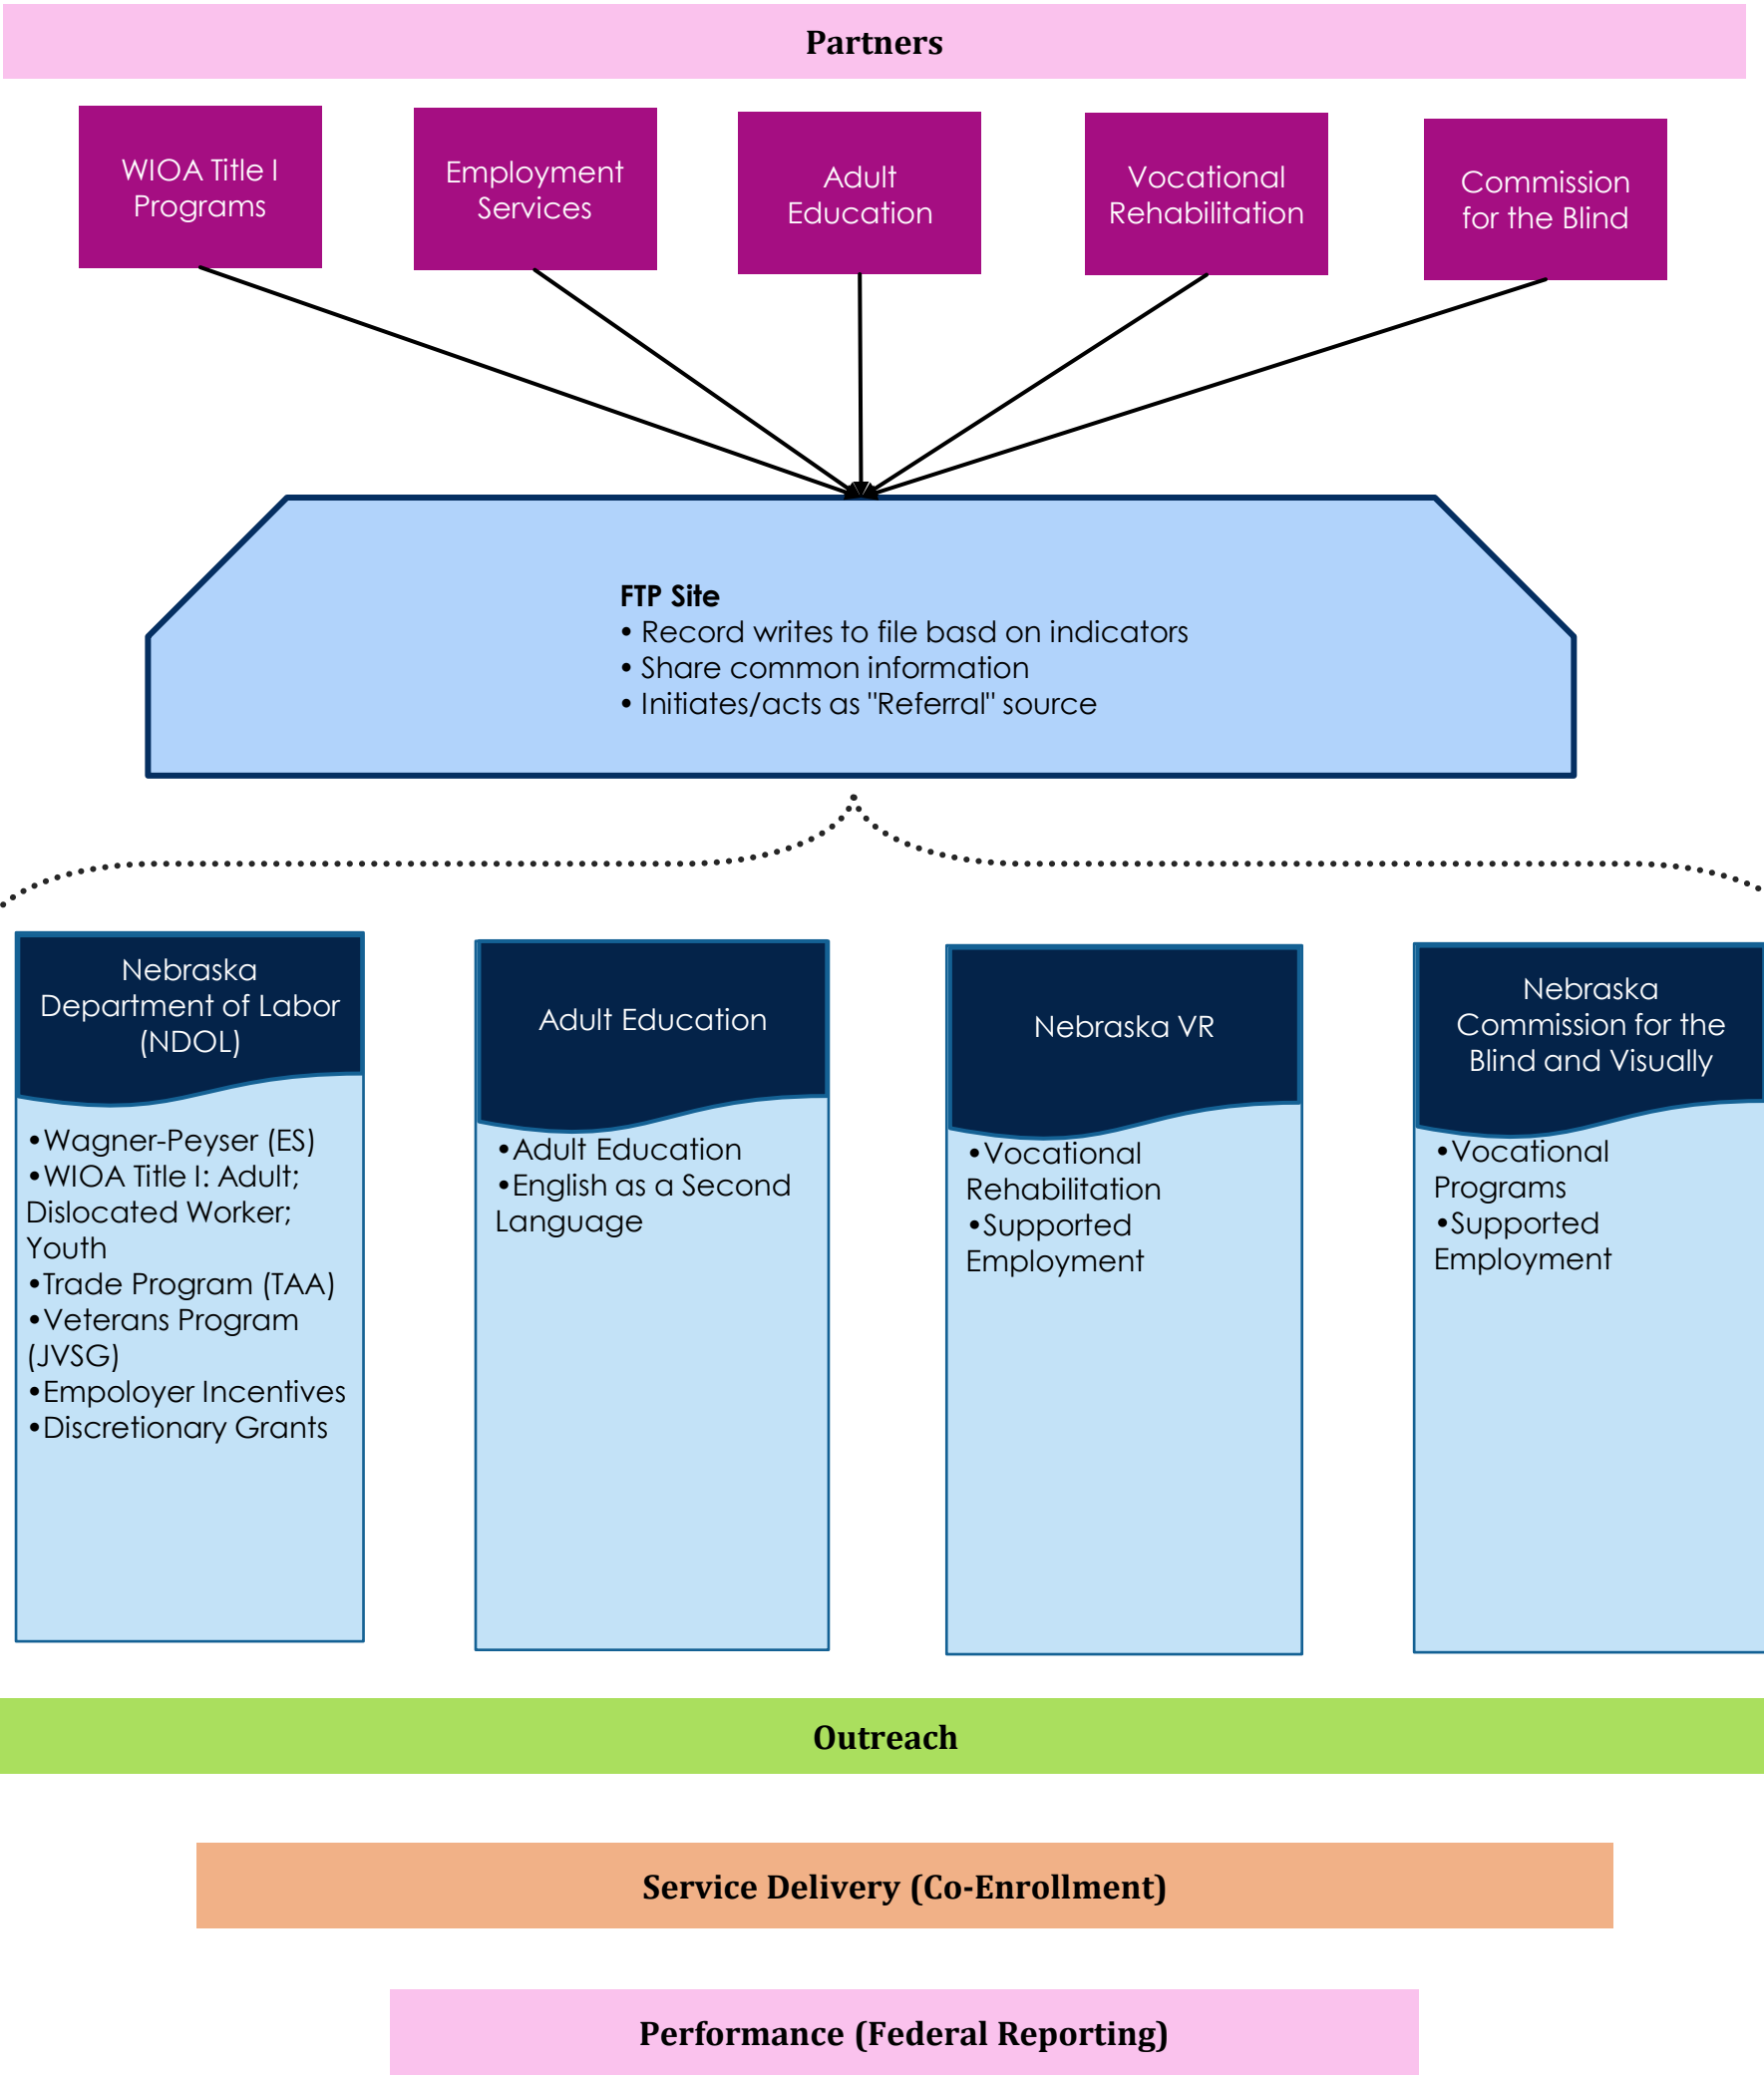 Partners
WIOA Title I
Programs
Employment
Services
Adult
Education
Vocational
Rehabilitation
Commission
for the Blind
FTP Site
• Record writes to file basd on indicators
• Share common information
• Initiates/acts as "Referral" source
Nebraska
Department of Labor
(NDOL)
•Wagner-Peyser (ES)
•WIOA Title I: Adult;
Dislocated Worker;
Youth
•Trade Program (TAA)
•Veterans Program
(JVSG)
•Empoloyer Incentives
•Discretionary Grants
Adult Education
•Adult Education
•English as a Second
Language
Nebraska VR
•Vocational
Rehabilitation
•Supported
Employment
Nebraska
Commission for the
Blind and Visually
•Vocational
Programs
•Supported
Employment
Outreach
Service Delivery (Co-Enrollment)
Performance (Federal Reporting)